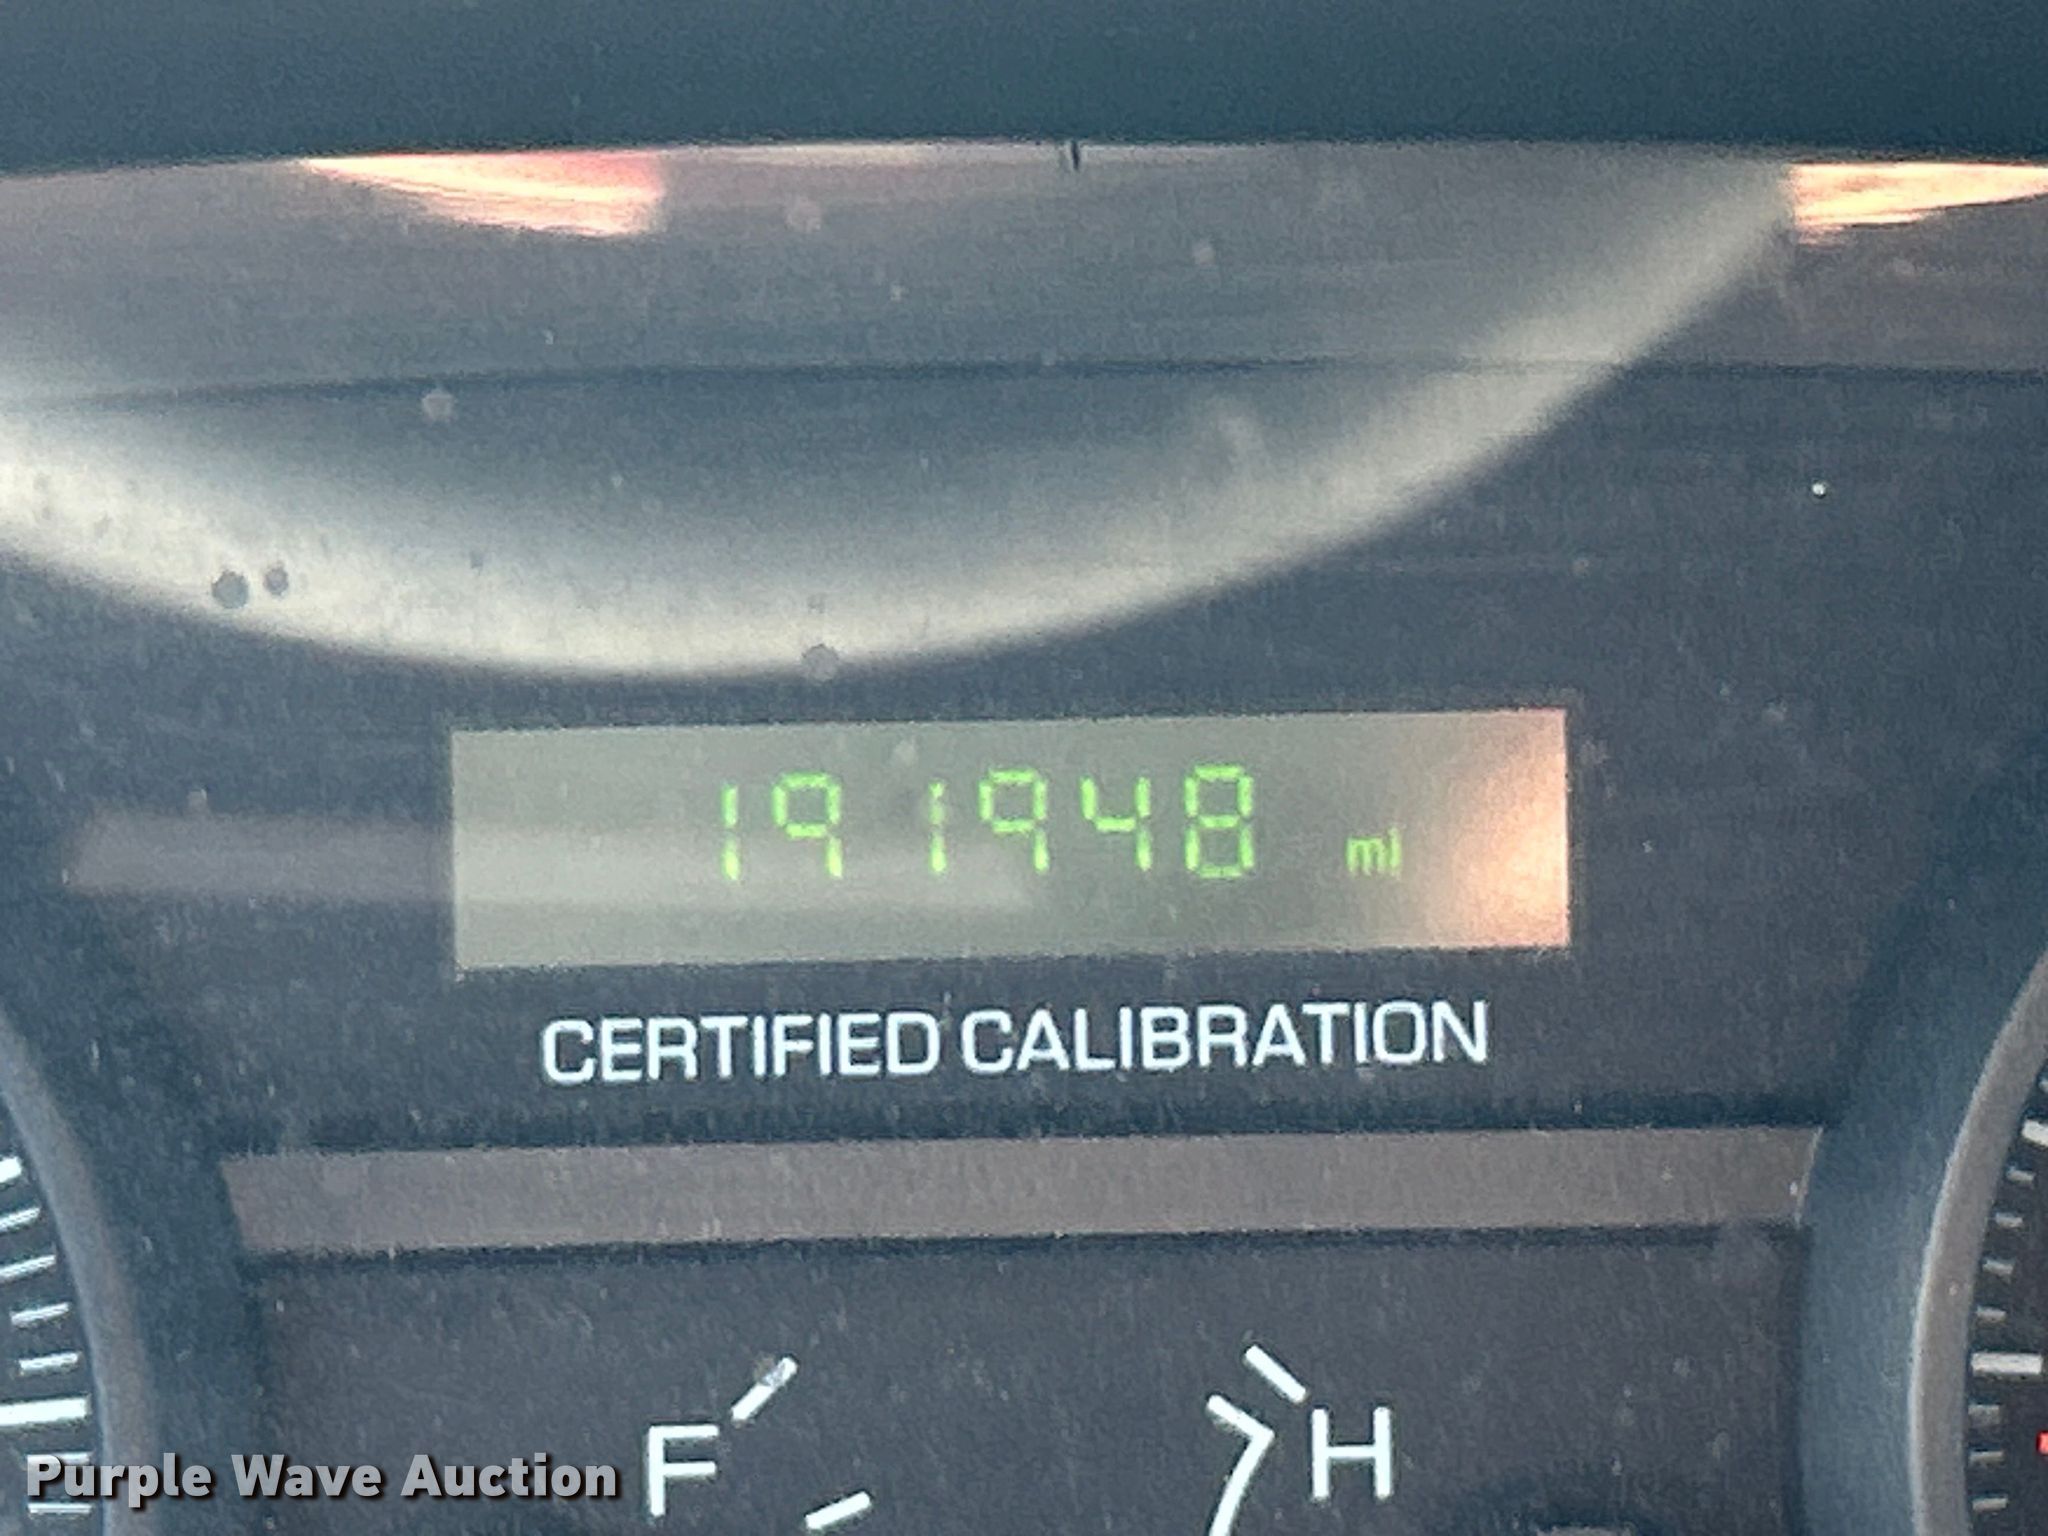 191948 mi
CERTIFIED CALIBRATION
F
H
Purple Wave Auction